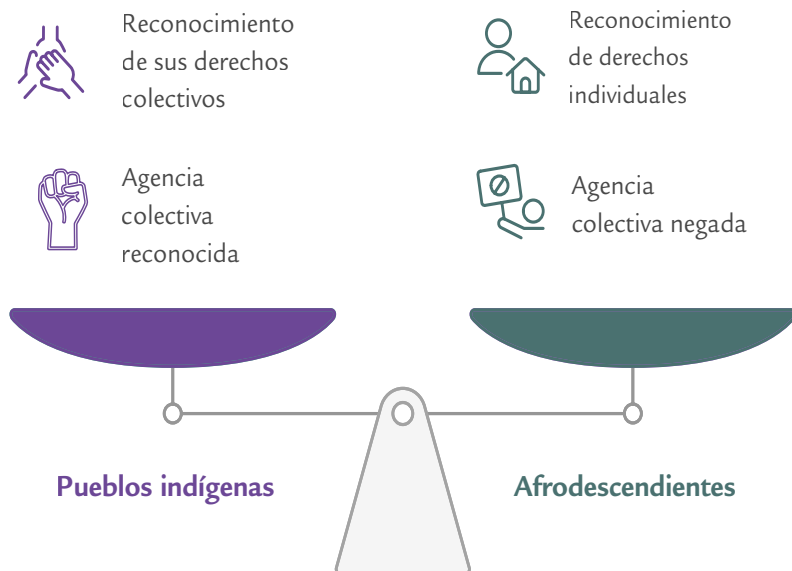 Reconocimiento
de sus derechos
colectivos
Agencia
colectiva
reconocida
Reconocimiento
de derechos
individuales
Agencia
colectiva negada
Pueblos indígenas
Afrodescendientes